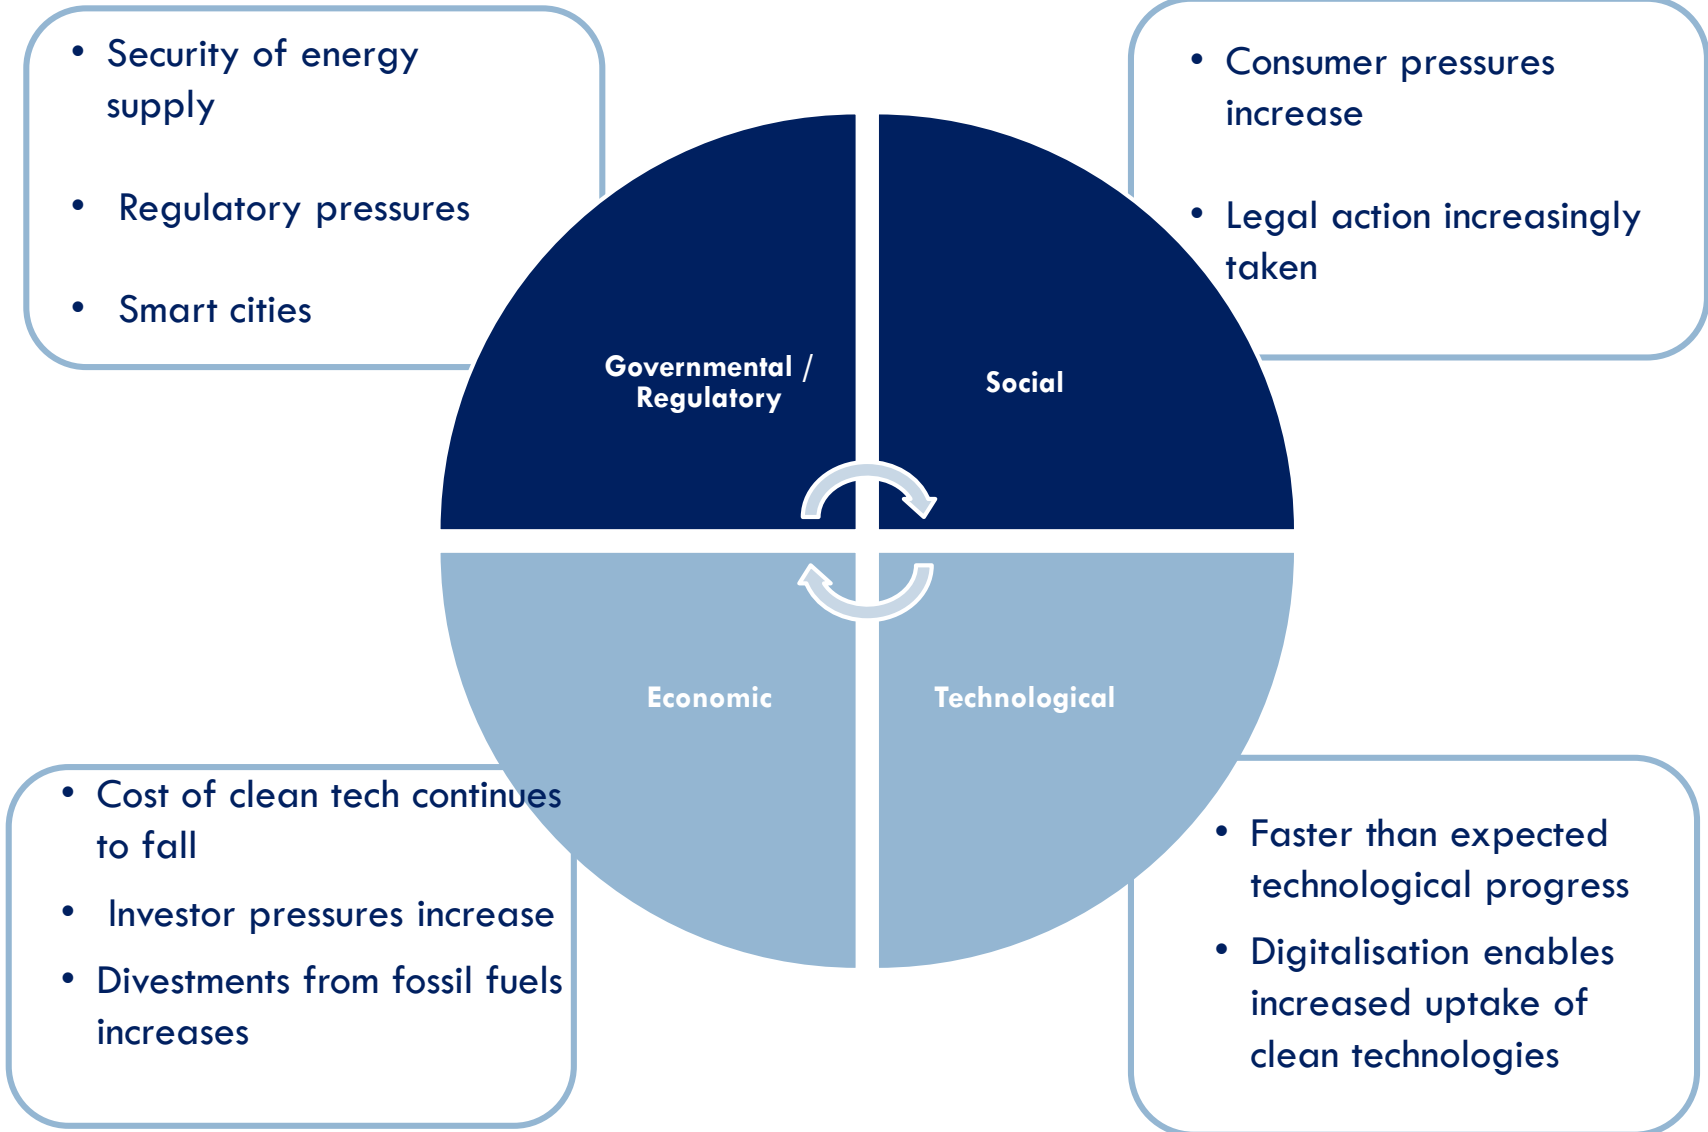 • Security of energy
supply
• Regulatory pressures
• Smart cities
• Consumer pressures
increase
• Legal action increasingly
taken
Governmental /
Regulatory
Social
Economic
Technological
• Cost of clean tech continues
to fall
• Investor pressures increase
• Divestments from fossil fuels
increases
• Faster than expected
technological progress
• Digitalisation enables
increased uptake of
clean technologies